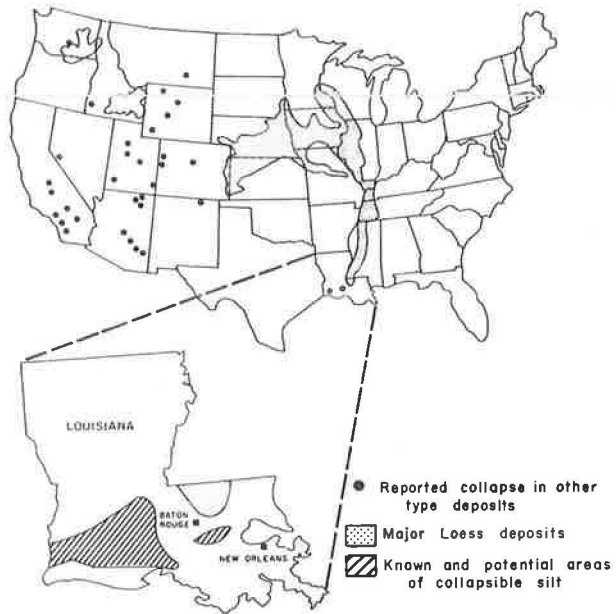 LOUISIANA
BATON
ROUGE
NEW ORLEANS
Reported collapse in other
type deposits
Major Loess deposits
Known and potential areas
of collapsible silt